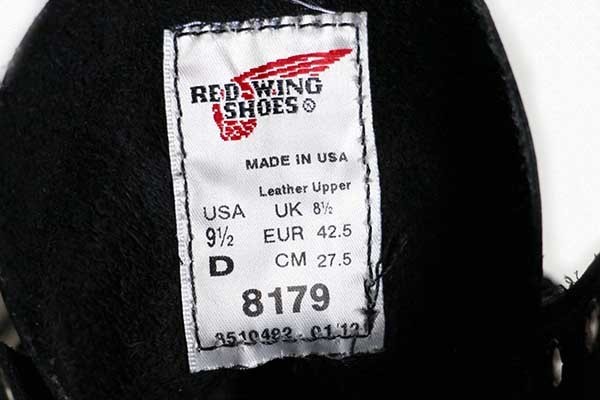 RED WING
SHOES®
MADE IN USA
Leather Upper
USA UK 8½
9½ EUR 42.5
D CM 27.5
8179